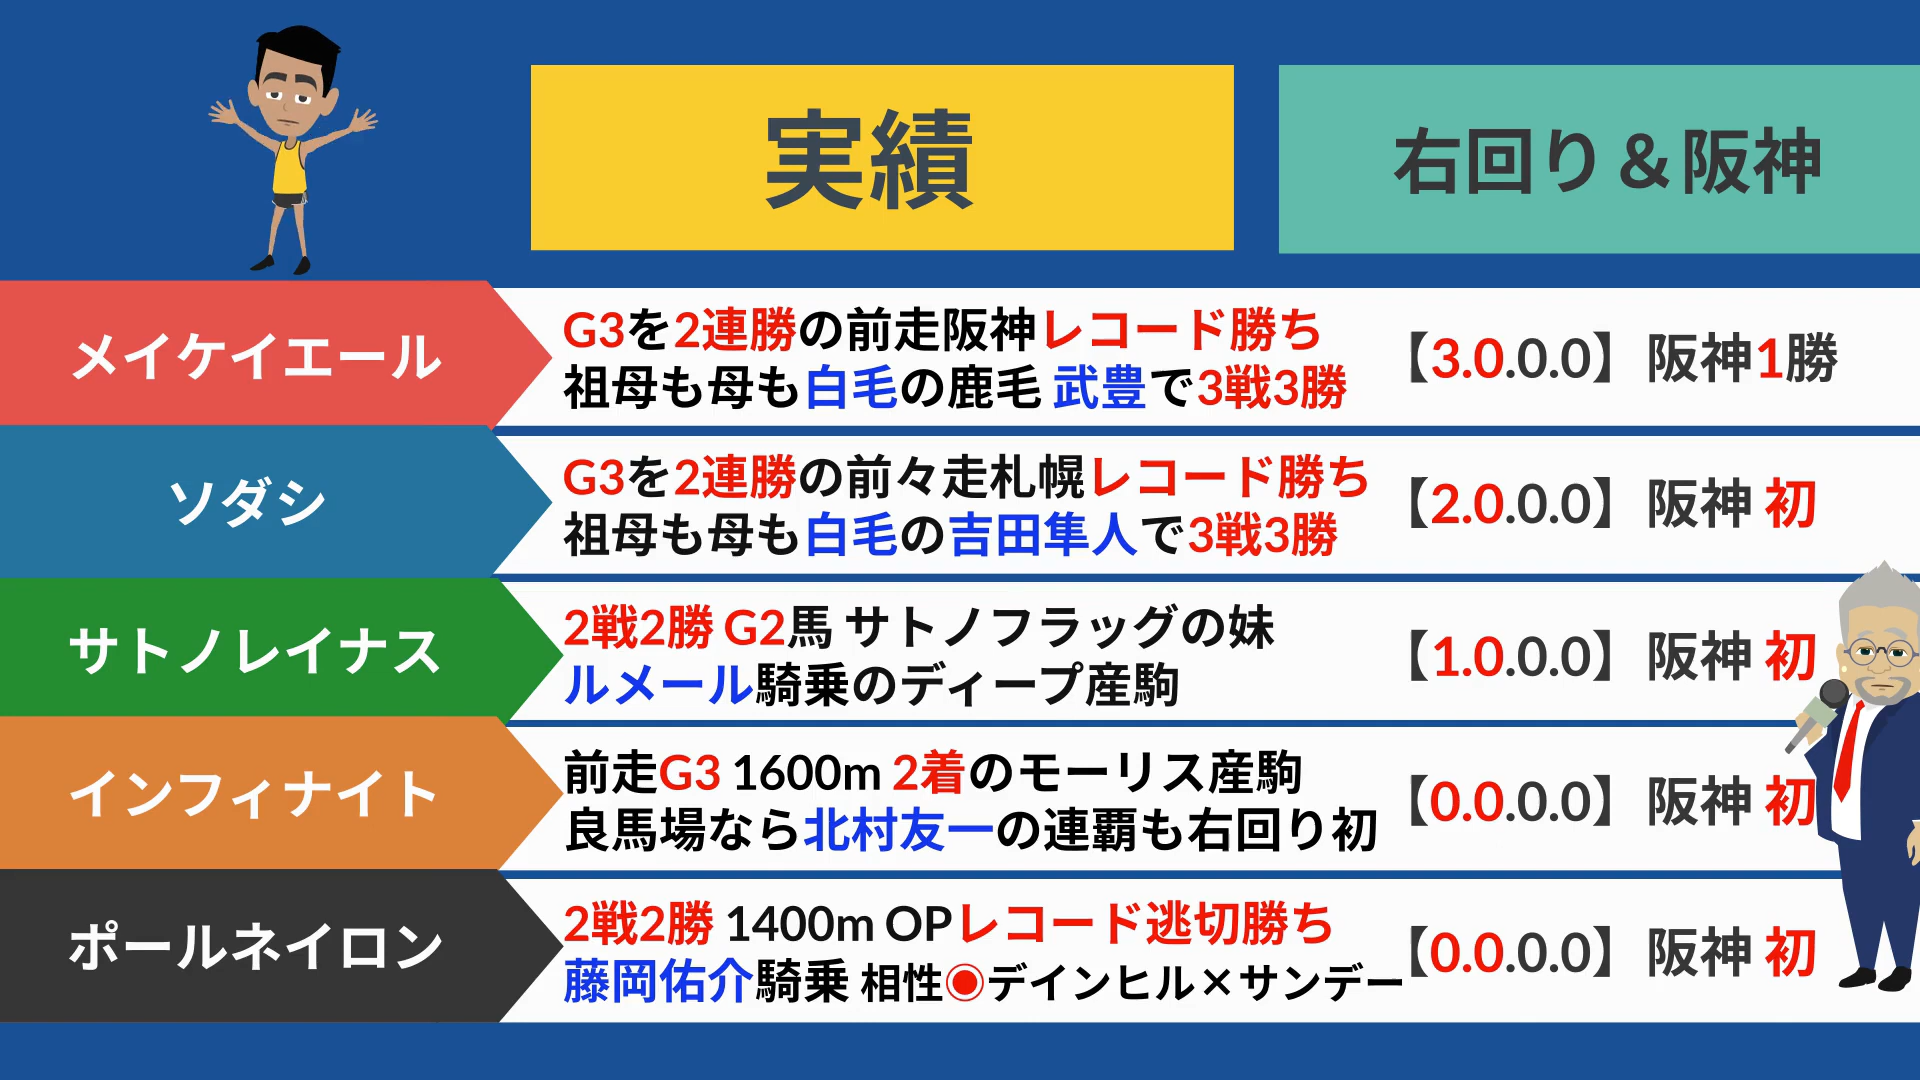 実績
右回り＆阪神
メイケイエール
G3を2連勝の前走阪神レコード勝ち
祖母も母も白毛の鹿毛 武豊で3戦3勝
【3.0.0.0】阪神1勝
ソダシ
G3を2連勝の前々走札幌レコード勝ち
祖母も母も白毛の吉田隼人で3戦3勝
【2.0.0.0】阪神 初
サトノレイナス
2戦2勝 G2馬 サトノフラッグの妹
ルメール騎乗のディープ産駒
【1.0.0.0】阪神 初
インフィナイト
前走G3 1600m 2着のモーリス産駒
良馬場なら北村友一の連覇も右回り初
【0.0.0.0】阪神 初
ポールネイロン
2戦2勝 1400m OPレコード逃切勝ち
藤岡佑介騎乗 相性◉デインヒル×サンデー
【0.0.0.0】阪神 初